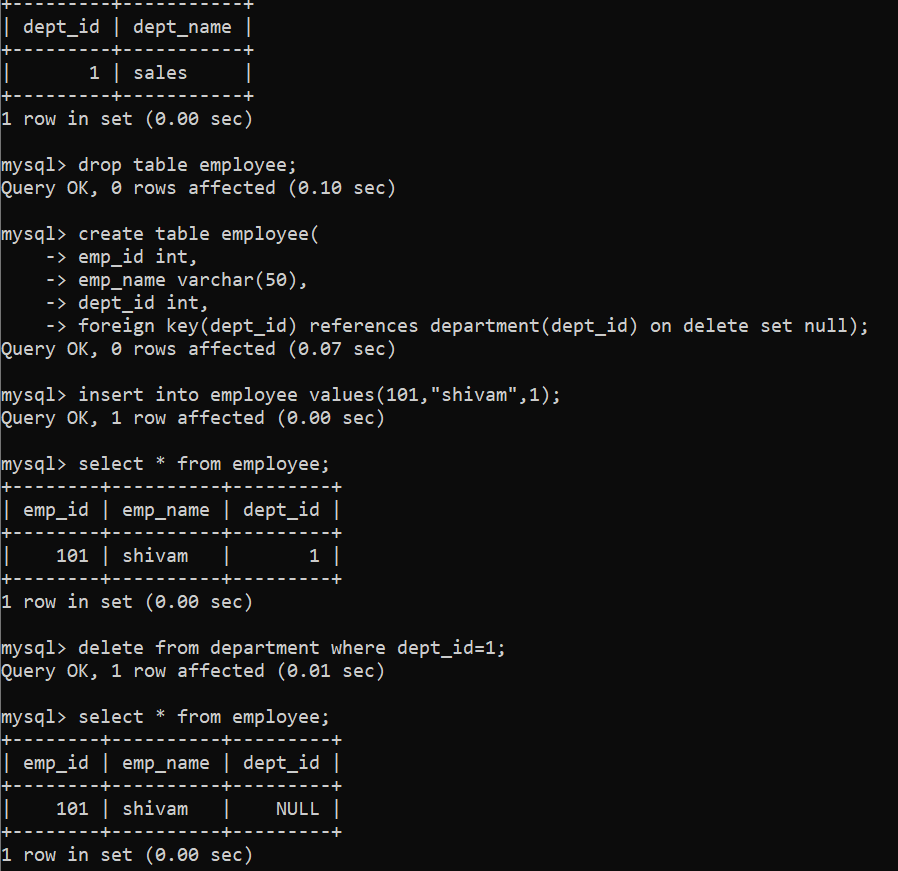 +---------+-----------+
| dept_id | dept_name |
+---------+-----------+
|       1 | sales     |
+---------+-----------+
1 row in set (0.00 sec)

mysql> drop table employee;
Query OK, 0 rows affected (0.10 sec)

mysql> create table employee(
    -> emp_id int,
    -> emp_name varchar(50),
    -> dept_id int,
    -> foreign key(dept_id) references department(dept_id) on delete set null);
Query OK, 0 rows affected (0.07 sec)

mysql> insert into employee values(101,"shivam",1);
Query OK, 1 row affected (0.00 sec)

mysql> select * from employee;
+--------+----------+---------+
| emp_id | emp_name | dept_id |
+--------+----------+---------+
|    101 | shivam   |       1 |
+--------+----------+---------+
1 row in set (0.00 sec)

mysql> delete from department where dept_id=1;
Query OK, 1 row affected (0.01 sec)

mysql> select * from employee;
+--------+----------+---------+
| emp_id | emp_name | dept_id |
+--------+----------+---------+
|    101 | shivam   |    NULL |
+--------+----------+---------+
1 row in set (0.00 sec)